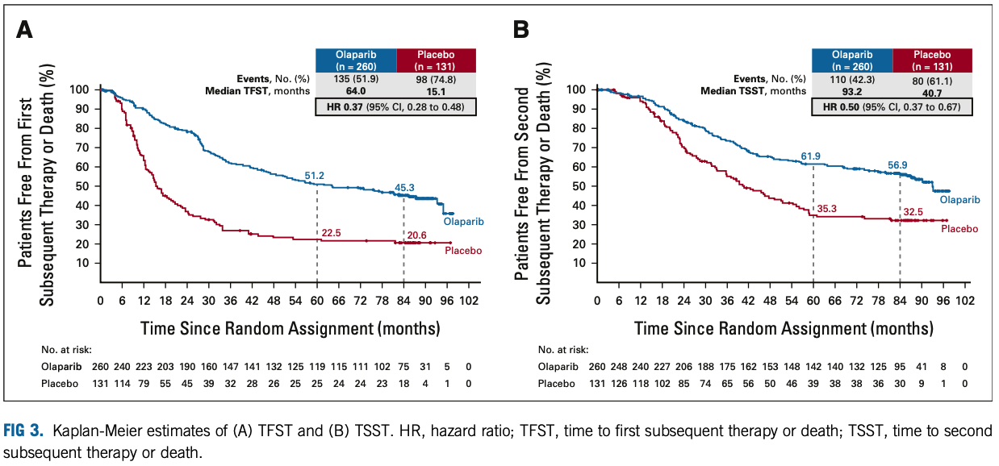 A
Patients Free From First
Subsequent Therapy or Death (%)
Olaparib Placebo
(n = 260) (n = 131)
Events, No. (%) 135 (51.9) 98 (74.8)
Median TFST, months 64.0 15.1
HR 0.37 (95% CI, 0.28 to 0.48)
100
90
80
70
60
50
40
30
20
10
51.2
45.3
22.5
20.6
Olaparib
Placebo
0 6 12 18 24 30 36 42 48 54 60 66 72 78 84 90 96 102
Time Since Random Assignment (months)
No. at risk:
Olaparib 260 240 223 203 190 160 147 141 132 125 119 115 111 102 75 31 5 0
Placebo 131 114 79 55 45 39 32 28 26 25 25 24 24 23 18 4 1 0
B
Patients Free From Second
Subsequent Therapy or Death (%)
Olaparib Placebo
(n = 260) (n = 131)
Events, No. (%) 110 (42.3) 80 (61.1)
Median TSST, months 93.2 40.7
HR 0.50 (95% CI, 0.37 to 0.67)
100
90
80
70
60
50
40
30
20
10
61.9
56.9
35.3
32.5
Olaparib
Placebo
0 6 12 18 24 30 36 42 48 54 60 66 72 78 84 90 96 102
Time Since Random Assignment (months)
No. at risk:
Olaparib 260 248 240 227 206 188 175 162 153 148 142 140 132 125 95 41 8 0
Placebo 131 126 118 102 85 74 65 56 50 46 39 38 38 36 30 9 1 0
FIG 3. Kaplan-Meier estimates of (A) TFST and (B) TSST. HR, hazard ratio; TFST, time to first subsequent therapy or death; TSST, time to second
subsequent therapy or death.